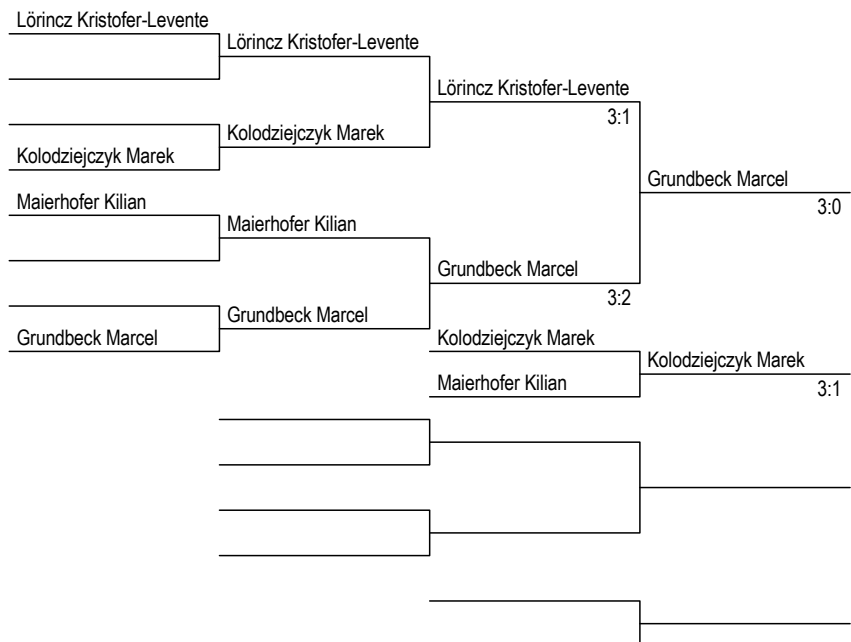 Lörincz Kristofer-Levente
Lörincz Kristofer-Levente
Lörincz Kristofer-Levente
3:1
Kolodziejczyk Marek
Kolodziejczyk Marek
Grundbeck Marcel
3:0
Maierhofer Kilian
Maierhofer Kilian
Grundbeck Marcel
3:2
Grundbeck Marcel
Grundbeck Marcel
Kolodziejczyk Marek
Kolodziejczyk Marek
Maierhofer Kilian
3:1